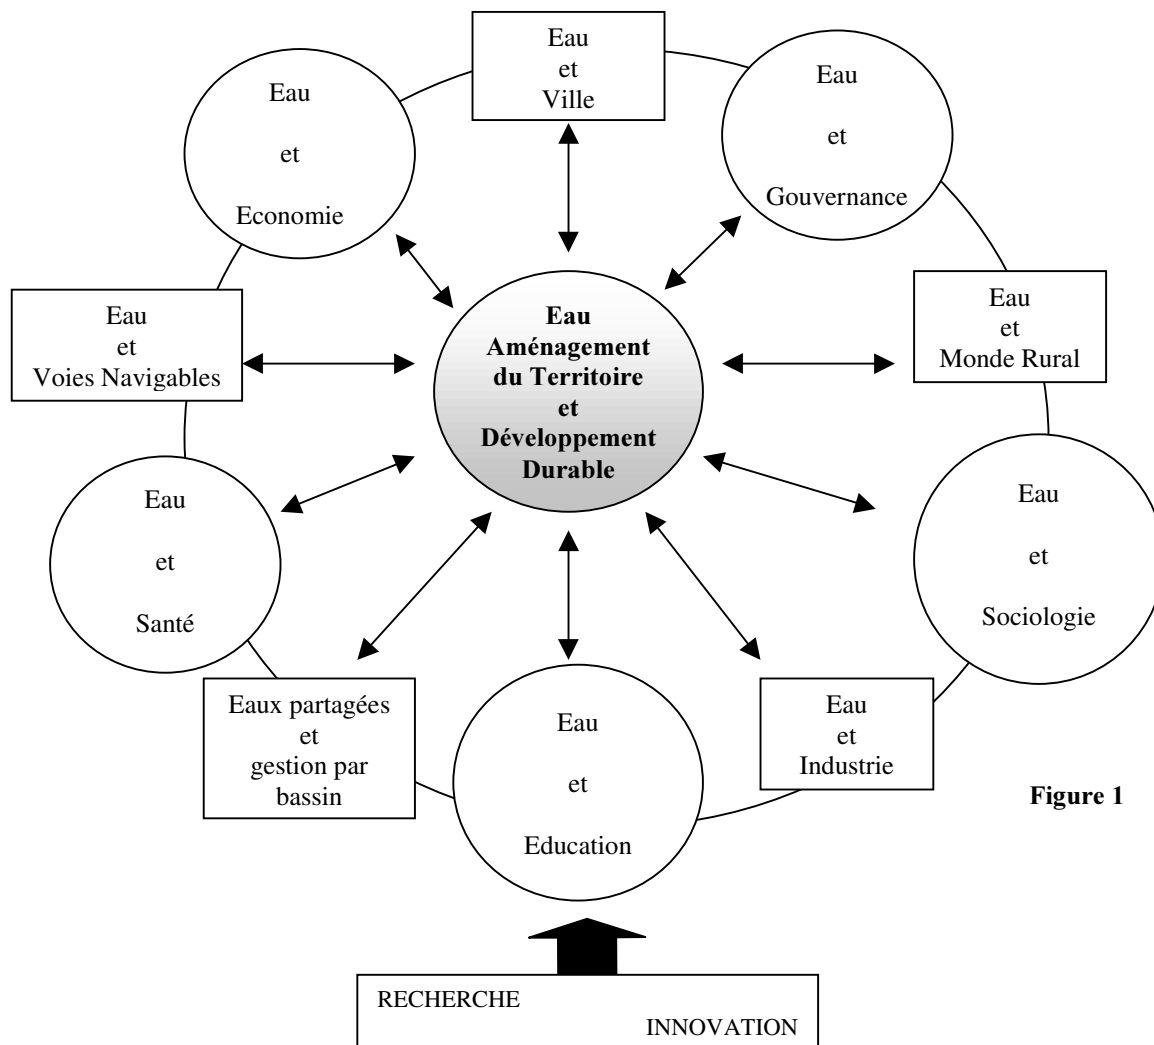 Eau
et
Ville
Eau
et
Gouvernance
Eau
et
Economie
Eau
et
Monde Rural
Eau
et
Voies Navigables
Eau
Aménagement
du Territoire
et
Développement
Durable
Eau
et
Sociologie
Eau
et
Santé
Eaux partagées
et
gestion par
bassin
Eau
et
Education
Eau
et
Industrie
Figure 1
RECHERCHE
INNOVATION